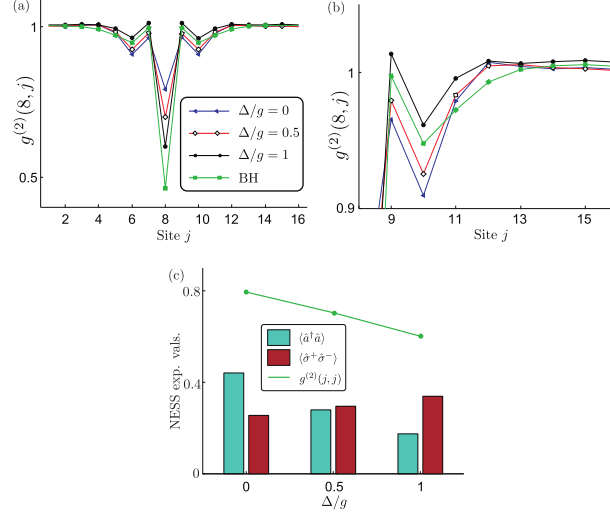 (a)
1
0.5
g^(2)(8, j)
Δ/g = 0
Δ/g = 0.5
Δ/g = 1
BH
2 4 6 8 10 12 14 16
Site j
(b)
1
0.9
g^(2)(8, j)
9 11 13 15
Site j
(c)
0.8
0.4
0
NESS exp. vals.
⟨â†â⟩
⟨σ̂⁺σ̂⁻⟩
g^(2)(j, j)
0 0.5 1
Δ/g